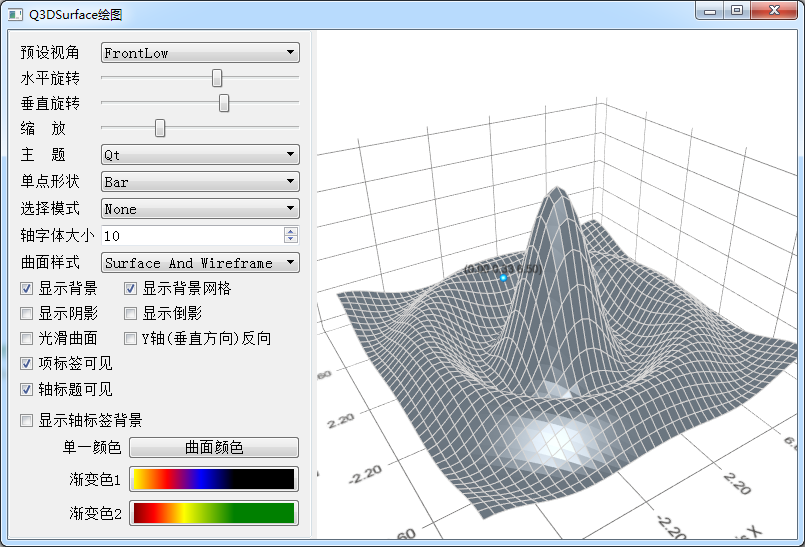 Q3DSurface绘图
预设视角 FrontLow
水平旋转
垂直旋转
缩 放
主 题 Qt
单点形状 Bar
选择模式 None
轴字体大小 10
曲面样式 Surface And Wireframe
显示背景 显示背景网格
显示阴影 显示倒影
光滑曲面 Y轴(垂直方向)反向
项标签可见
轴标题可见
显示轴标签背景
单一颜色 曲面颜色
渐变色1
渐变色2
60
2.20
-2.20
60
-2.20
2.20
6.
X